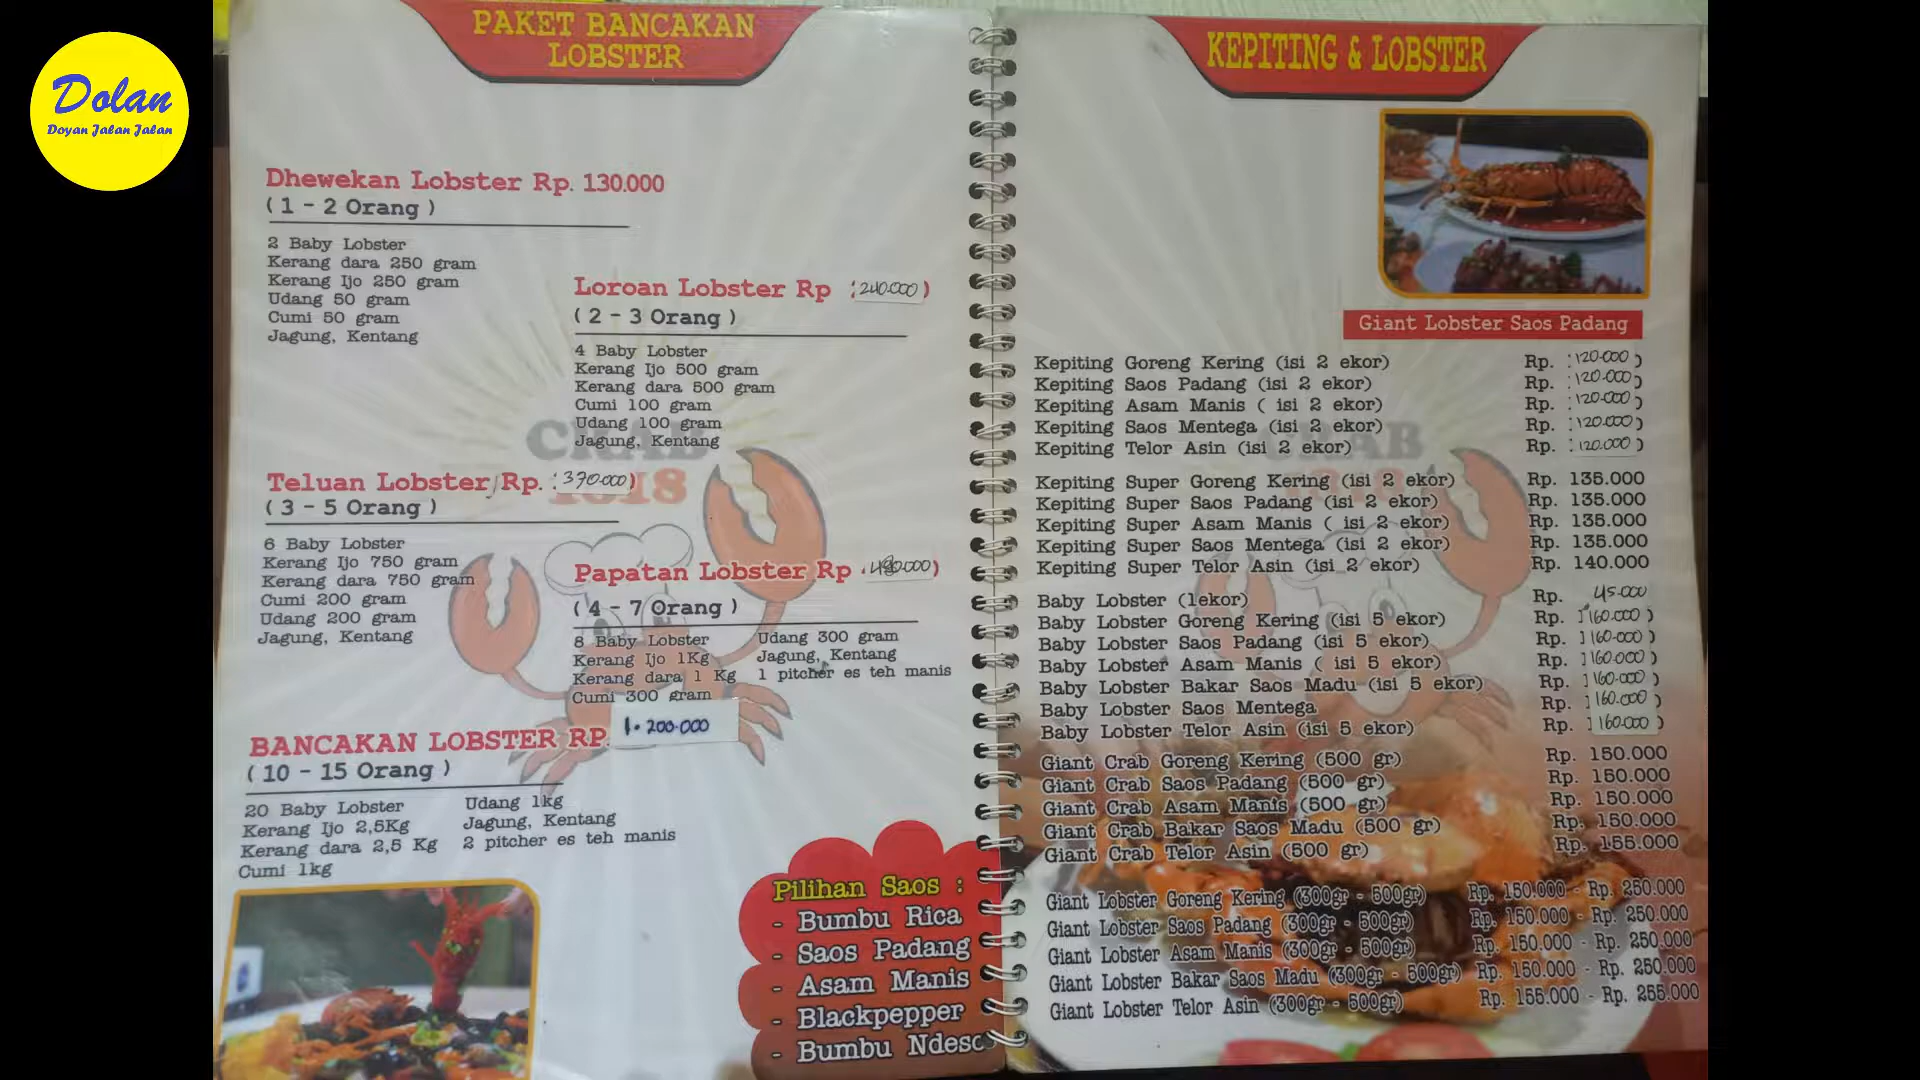 Dolan
Doyan Jalan Jalan
PAKET BANCAKAN
LOBSTER
Dhewekan Lobster Rp. 130.000
( 1 - 2 Orang )
2 Baby Lobster
Kerang dara 250 gram
Kerang Ijo 250 gram
Udang 50 gram
Cumi 50 gram
Jagung, Kentang
Loroan Lobster Rp 240.000
( 2 - 3 Orang )
4 Baby Lobster
Kerang Ijo 500 gram
Kerang dara 500 gram
Cumi 100 gram
Udang 100 gram
Jagung, Kentang
CRAB
1818
Teluan Lobster Rp. 370.000
( 3 - 5 Orang )
6 Baby Lobster
Kerang Ijo 750 gram
Kerang dara 750 gram
Cumi 200 gram
Udang 200 gram
Jagung, Kentang
Papatan Lobster Rp
( 4 - 7 Orang )
8 Baby Lobster
Kerang Ijo 1Kg
Kerang dara 1 Kg
Cumi 300 gram
Udang 300 gram
Jagung, Kentang
1 pitcher es teh manis
BANCAKAN LOBSTER RP. 1.200.000
( 10 - 15 Orang )
20 Baby Lobster
Kerang Ijo 2,5Kg
Kerang dara 2,5 Kg
Cumi 1kg
Udang 1kg
Jagung, Kentang
2 pitcher es teh manis
Pilihan Saos :
- Bumbu Rica
- Saos Padang
- Asam Manis
- Blackpepper
- Bumbu Ndeso
KEPITING & LOBSTER
Giant Lobster Saos Padang
Kepiting Goreng Kering (isi 2 ekor) Rp. 120.000
Kepiting Saos Padang (isi 2 ekor) Rp. 120.000
Kepiting Asam Manis ( isi 2 ekor) Rp. 120.000
Kepiting Saos Mentega (isi 2 ekor) Rp. 120.000
Kepiting Telor Asin (isi 2 ekor) Rp. 120.000
Kepiting Super Goreng Kering (isi 2 ekor) Rp. 135.000
Kepiting Super Saos Padang (isi 2 ekor) Rp. 135.000
Kepiting Super Asam Manis ( isi 2 ekor) Rp. 135.000
Kepiting Super Saos Mentega (isi 2 ekor) Rp. 135.000
Kepiting Super Telor Asin (isi 2 ekor) Rp. 140.000
Baby Lobster (1ekor) Rp. 45.000
Baby Lobster Goreng Kering (isi 5 ekor) Rp. 160.000
Baby Lobster Saos Padang (isi 5 ekor) Rp. 160.000
Baby Lobster Asam Manis ( isi 5 ekor) Rp. 160.000
Baby Lobster Bakar Saos Madu (isi 5 ekor) Rp. 160.000
Baby Lobster Saos Mentega Rp. 160.000
Baby Lobster Telor Asin (isi 5 ekor) Rp. 160.000
Giant Crab Goreng Kering (500 gr) Rp. 150.000
Giant Crab Saos Padang (500 gr) Rp. 150.000
Giant Crab Asam Manis (500 gr) Rp. 150.000
Giant Crab Bakar Saos Madu (500 gr) Rp. 150.000
Giant Crab Telor Asin (500 gr) Rp. 155.000
Giant Lobster Goreng Kering (300gr - 500gr) Rp. 150.000 - Rp. 250.000
Giant Lobster Saos Padang (300gr - 500gr) Rp. 150.000 - Rp. 250.000
Giant Lobster Asam Manis (300gr - 500gr) Rp. 150.000 - Rp. 250.000
Giant Lobster Bakar Saos Madu (300gr - 500gr) Rp. 150.000 - Rp. 250.000
Giant Lobster Telor Asin (300gr - 500gr) Rp. 155.000 - Rp. 255.000